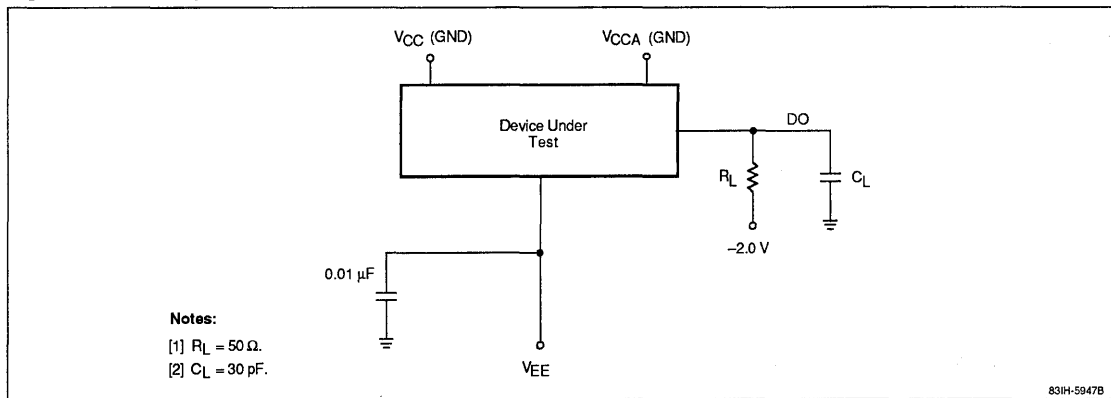 VCC (GND)
VCCA (GND)
Device Under
Test
DO
RL
CL
–2.0 V
0.01 µF
VEE
Notes:
[1] RL = 50 Ω.
[2] CL = 30 pF.
83IH-5947B